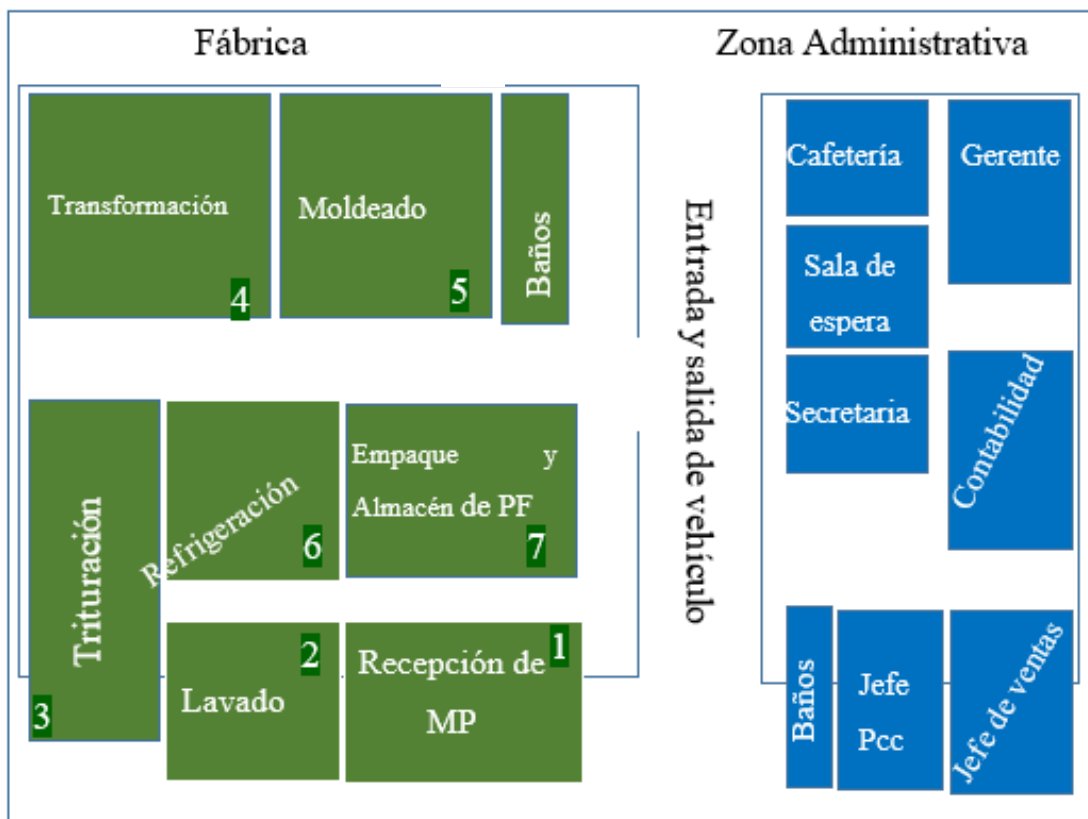 Fábrica
Zona Administrativa
Transformación
4
Moldeado
5
Baños
Trituración
3
Refrigeración
6
Empaque y
Almacén de PF
7
Lavado
2
Recepción de
MP
1
Entrada y salida de vehículo
Cafetería
Gerente
Sala de
espera
Secretaria
Contabilidad
Baños
Jefe
Pcc
Jefe de ventas